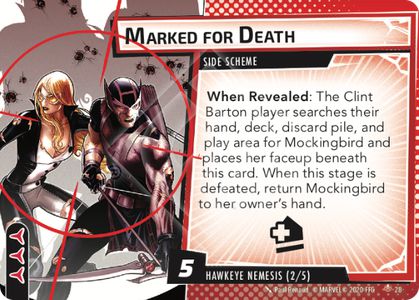 MARKED FOR DEATH
SIDE SCHEME
When Revealed: The Clint
Barton player searches their
hand, deck, discard pile, and
play area for Mockingbird and
places her faceup beneath
this card. When this stage is
defeated, return Mockingbird
to her owner's hand.
5
HAWKEYE NEMESIS (2/5)
Paul Renaud © MARVEL © 2020 FFG 28